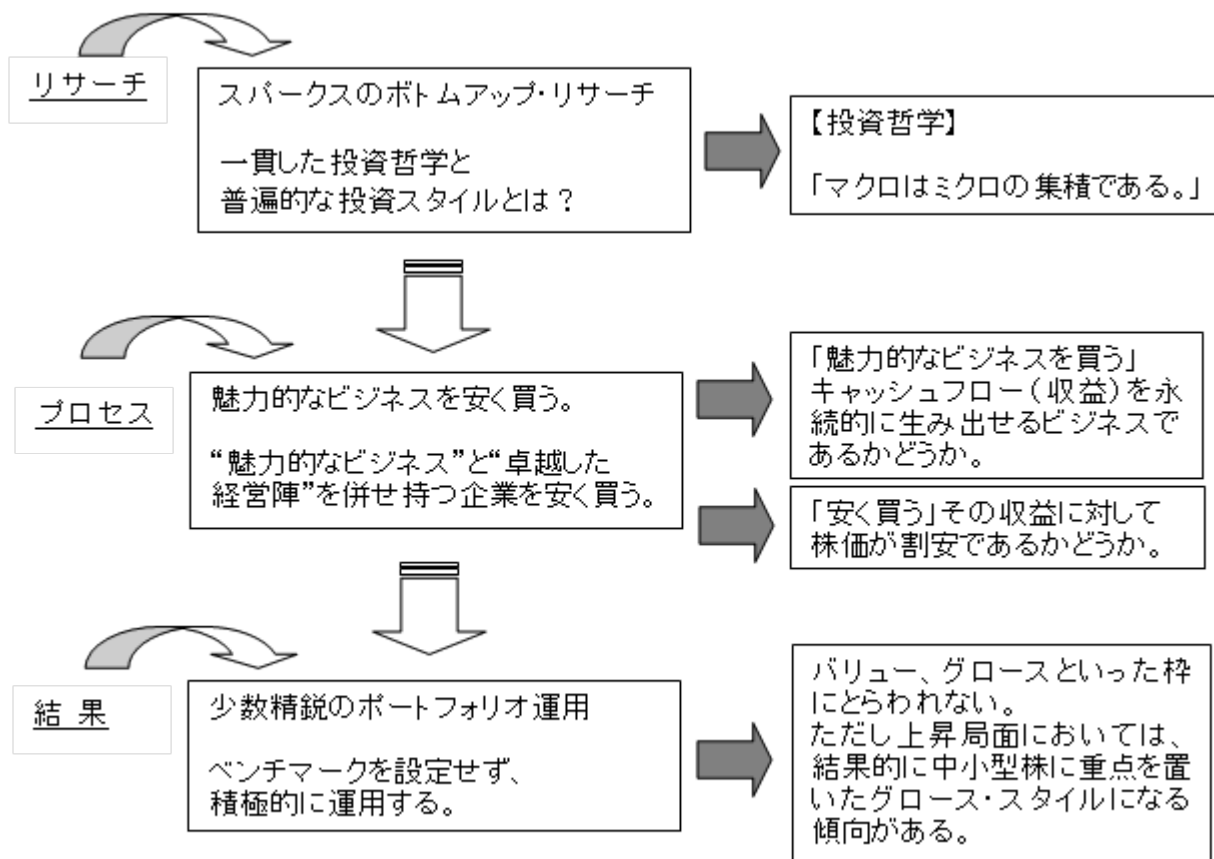 リサーチ
スパークスのボトムアップ・リサーチ
一貫した投資哲学と
普遍的な投資スタイルとは？
【投資哲学】
「マクロはミクロの集積である。」
プロセス
魅力的なビジネスを安く買う。
“魅力的なビジネス”と“卓越した
経営陣”を併せ持つ企業を安く買う。
「魅力的なビジネスを買う」
キャッシュフロー（収益）を永
続的に生み出せるビジネスで
あるかどうか。
「安く買う」その収益に対して
株価が割安であるかどうか。
結 果
少数精鋭のポートフォリオ運用
ベンチマークを設定せず、
積極的に運用する。
バリュー、グロースといった枠
にとらわれない。
ただし上昇局面においては、
結果的に中小型株に重点を置
いたグロース・スタイルになる
傾向がある。